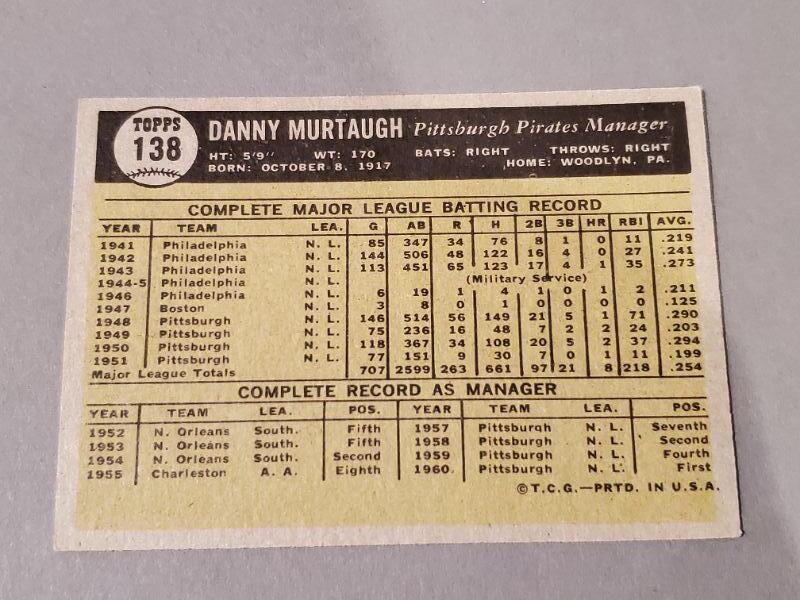 TOPPS
138
DANNY MURTAUGH Pittsburgh Pirates Manager
HT: 5'9" WT: 170 BATS: RIGHT THROWS: RIGHT
BORN: OCTOBER 8, 1917 HOME: WOODLYN, PA.
COMPLETE MAJOR LEAGUE BATTING RECORD
YEAR TEAM LEA. G AB R H 2B 3B HR RBI AVG.
1941 Philadelphia N. L. 85 347 34 76 8 1 0 11 .219
1942 Philadelphia N. L. 144 506 48 122 16 4 0 27 .241
1943 Philadelphia N. L. 113 451 65 123 17 4 1 35 .273
1944-5 Philadelphia N. L. (Military Service)
1946 Philadelphia N. L. 6 19 1 4 1 0 1 2 .211
1947 Boston N. L. 3 8 0 1 0 0 0 0 .125
1948 Pittsburgh N. L. 146 514 56 149 21 5 1 71 .290
1949 Pittsburgh N. L. 75 236 16 48 7 2 2 24 .203
1950 Pittsburgh N. L. 118 367 34 108 20 5 2 37 .294
1951 Pittsburgh N. L. 77 151 9 30 7 0 1 11 .199
Major League Totals 707 2599 263 661 97 21 8 218 .254
COMPLETE RECORD AS MANAGER
YEAR TEAM LEA. POS. YEAR TEAM LEA. POS.
1952 N. Orleans South. Fifth 1957 Pittsburgh N. L. Seventh
1953 N. Orleans South. Fifth 1958 Pittsburgh N. L. Second
1954 N. Orleans South. Second 1959 Pittsburgh N. L. Fourth
1955 Charleston A. A. Eighth 1960 Pittsburgh N. L. First
©T.C.G.—PRTD. IN U.S.A.